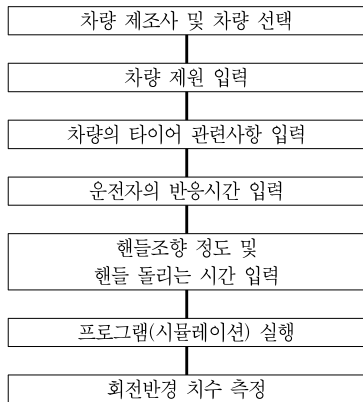 차량 제조사 및 차량 선택
차량 제원 입력
차량의 타이어 관련사항 입력
운전자의 반응시간 입력
핸들조향 정도 및
핸들 돌리는 시간 입력
프로그램(시뮬레이션) 실행
회전반경 치수 측정